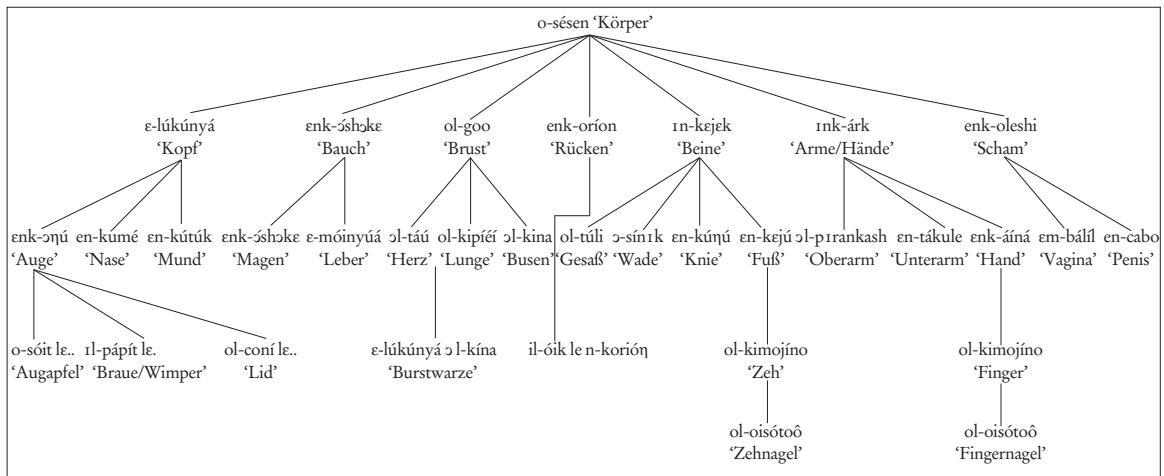 o-sésen ‘Körper’
ɛ-lúkúnyá ɛnk-ɔ́shɔkɛ ol-goo enk-oríon ɪn-kɛjɛk ɪnk-árk enk-oleshi
‘Kopf’ ‘Bauch’ ‘Brust’ ‘Rücken’ ‘Beine’ ‘Arme/Hände’ ‘Scham’
ɛnk-ɔŋú en-kumé ɛn-kútúk ɛnk-ɔ́shɔkɛ ɛ-móinyúá ɔl-táú ol-kipíéí ɔl-kina ol-túli ɔ-sínɪk ɛn-kúŋú ɛn-kɛjú ɔl-pɪrankash ɛn-tákule ɛnk-áíná ɛm-bálíl en-cabo
‘Auge’ ‘Nase’ ‘Mund’ ‘Magen’ ‘Leber’ ‘Herz’ ‘Lunge’ ‘Busen’ ‘Gesaß’ ‘Wade’ ‘Knie’ ‘Fuß’ ‘Oberarm’ ‘Unterarm’ ‘Hand’ ‘Vagina’ ‘Penis’
o-sóit lɛ.. ɪl-pápít lɛ. ol-coní lɛ.. ɛ-lúkúnyá ɔ l-kína il-óik le n-korióŋ ol-kimojíno ol-kimojíno
‘Augapfel’ ‘Braue/Wimper’ ‘Lid’ ‘Burstwarze’ ‘Zeh’ ‘Finger’
ol-oisótoô ol-oisótoô
‘Zehnagel’ ‘Fingernagel’